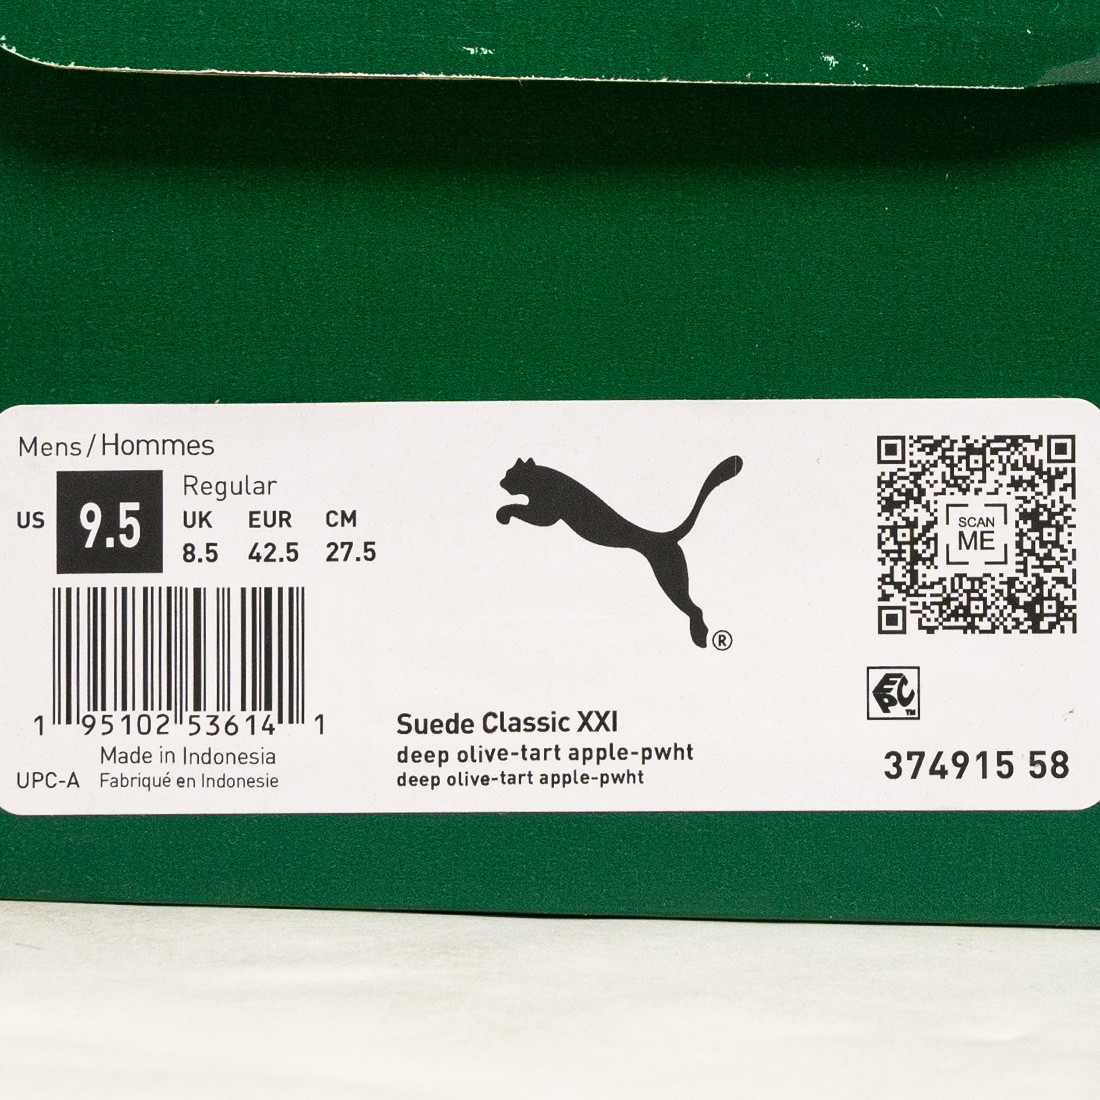 Mens/Hommes
US 9.5
Regular
UK EUR CM
8.5 42.5 27.5
1 95102 53614 1
Made in Indonesia
UPC-A Fabriqué en Indonesie
®
Suede Classic XXI
deep olive-tart apple-pwht
deep olive-tart apple-pwht
SCAN
ME
EPC™
374915 58